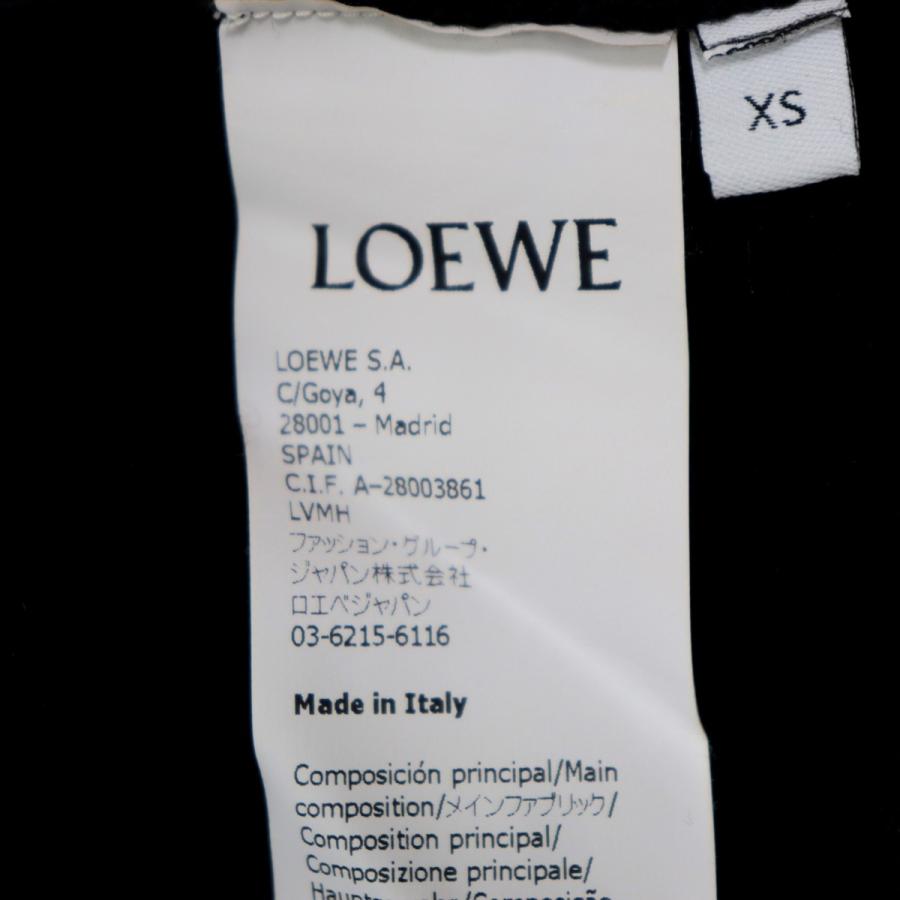 XS
LOEWE
LOEWE S.A.
C/Goya, 4
28001 – Madrid
SPAIN
C.I.F. A-28003861
LVMH
ファッション・グループ・
ジャパン株式会社
ロエベジャパン
03-6215-6116
Made in Italy
Composición principal/Main
composition/メインファブリック/
Composition principal/
Composizione principale/